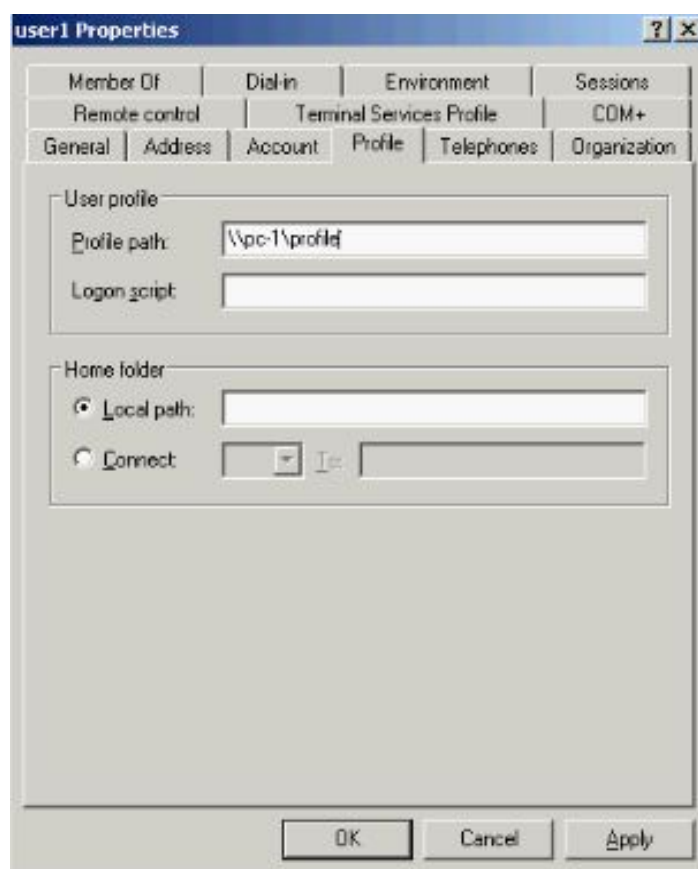 user1 Properties
Member Of Dial-in Environment Sessions
Remote control Terminal Services Profile COM+
General Address Account Profile Telephones Organization
User profile
Profile path: \\pc-1\profile
Logon script:
Home folder
Local path:
Connect: To:
OK Cancel Apply